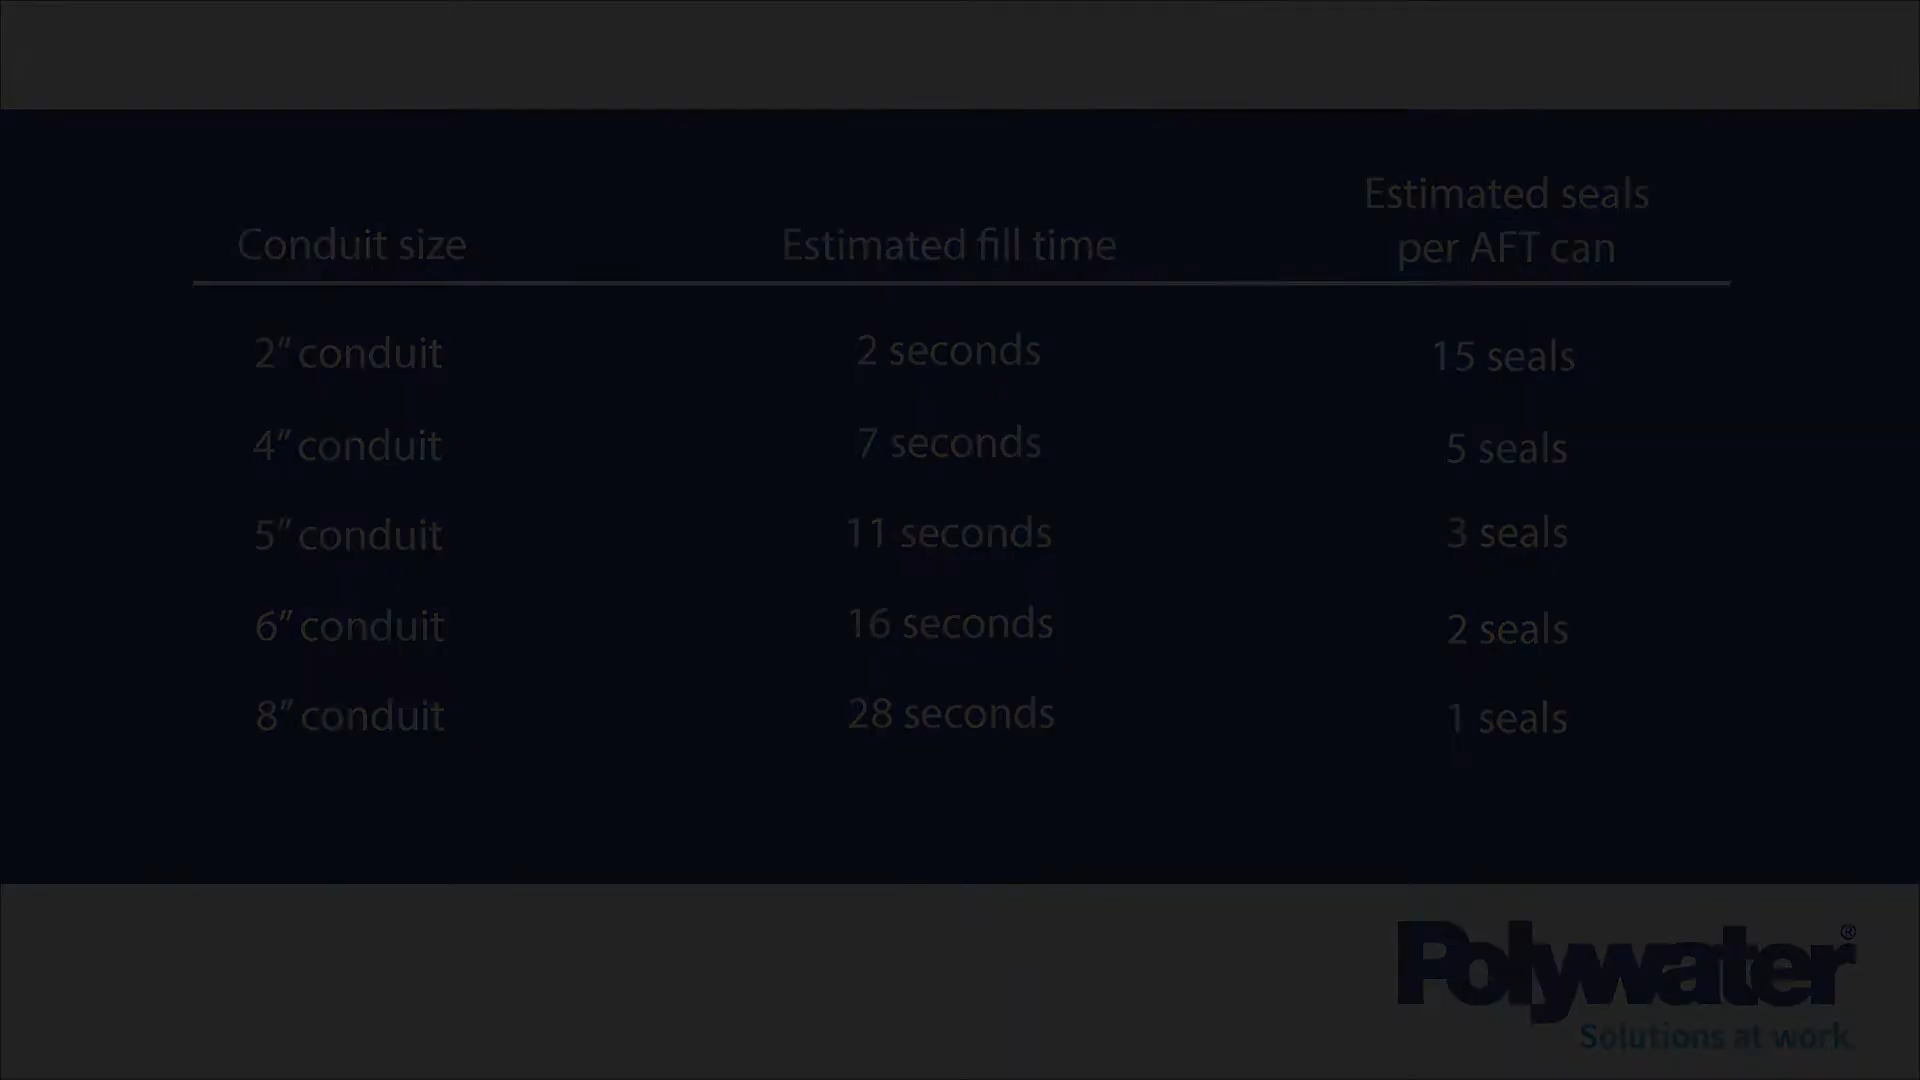 Conduit size Estimated fill time Estimated seals per AFT can
2” conduit 2 seconds 15 seals
4” conduit 7 seconds 5 seals
5” conduit 11 seconds 3 seals
6” conduit 16 seconds 2 seals
8” conduit 28 seconds 1 seals
Polywater®
Solutions at work.